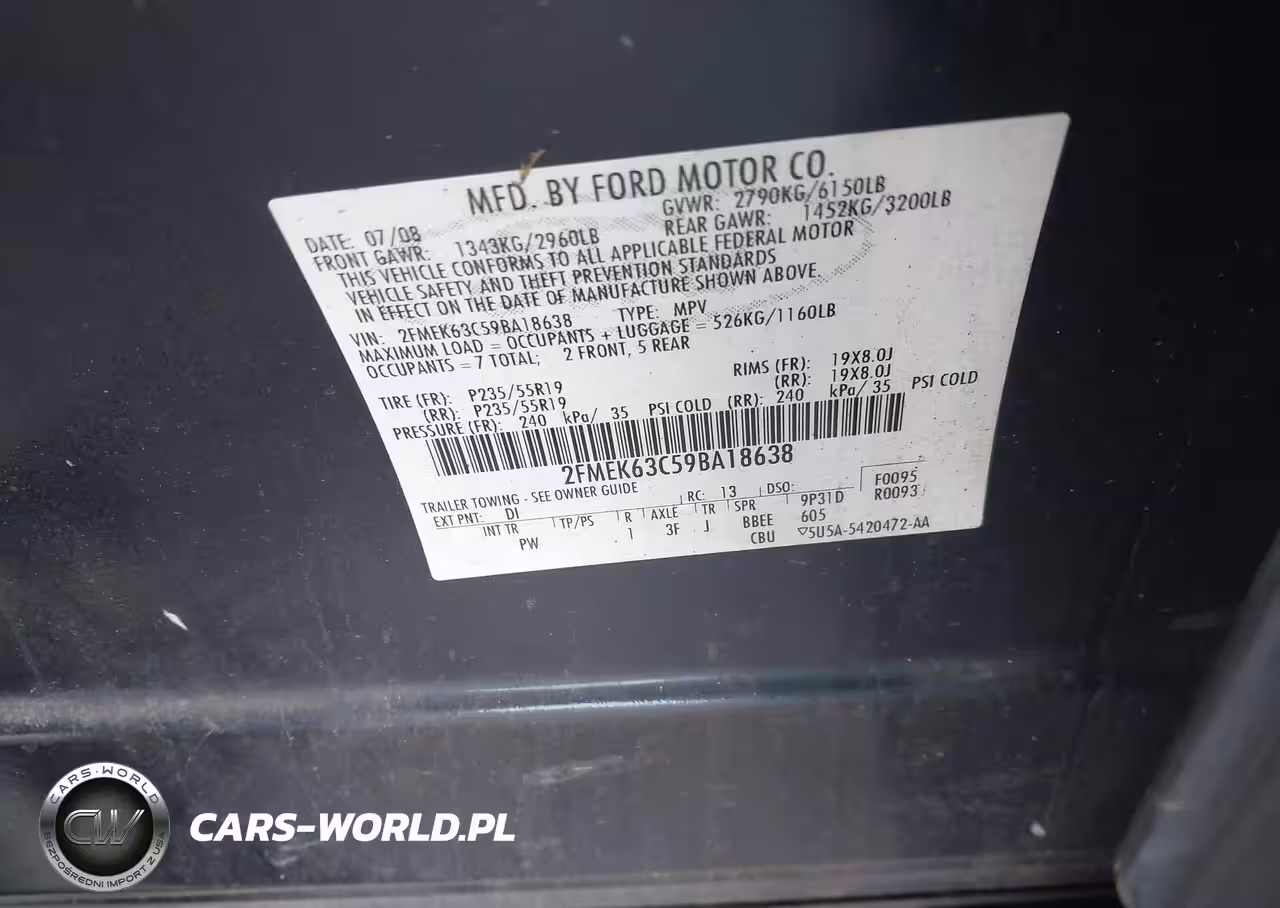 MFD. BY FORD MOTOR CO.
DATE: 07/08 GVWR: 2790KG/6150LB
FRONT GAWR: 1343KG/2960LB REAR GAWR: 1452KG/3200LB
THIS VEHICLE CONFORMS TO ALL APPLICABLE FEDERAL MOTOR
VEHICLE SAFETY AND THEFT PREVENTION STANDARDS
IN EFFECT ON THE DATE OF MANUFACTURE SHOWN ABOVE.
VIN: 2FMEK63C59BA18638 TYPE: MPV
MAXIMUM LOAD = OCCUPANTS + LUGGAGE = 526KG/1160LB
OCCUPANTS = 7 TOTAL; 2 FRONT, 5 REAR
TIRE (FR): P235/55R19 RIMS (FR): 19X8.0J
(RR): P235/55R19 (RR): 19X8.0J
PRESSURE (FR): 240 kPa/ 35 PSI COLD (RR): 240 kPa/ 35 PSI COLD
2FMEK63C59BA18638
TRAILER TOWING - SEE OWNER GUIDE F0095
EXT PNT: DI RC: 13 DSO: R0093
INT TR TP/PS R AXLE TR SPR 9P31D
PW 1 3F J BBEE 605
CBU ▽5U5A-5420472-AA
CARS-WORLD
CW
BEZPOŚREDNI IMPORT Z USA
CARS-WORLD.PL